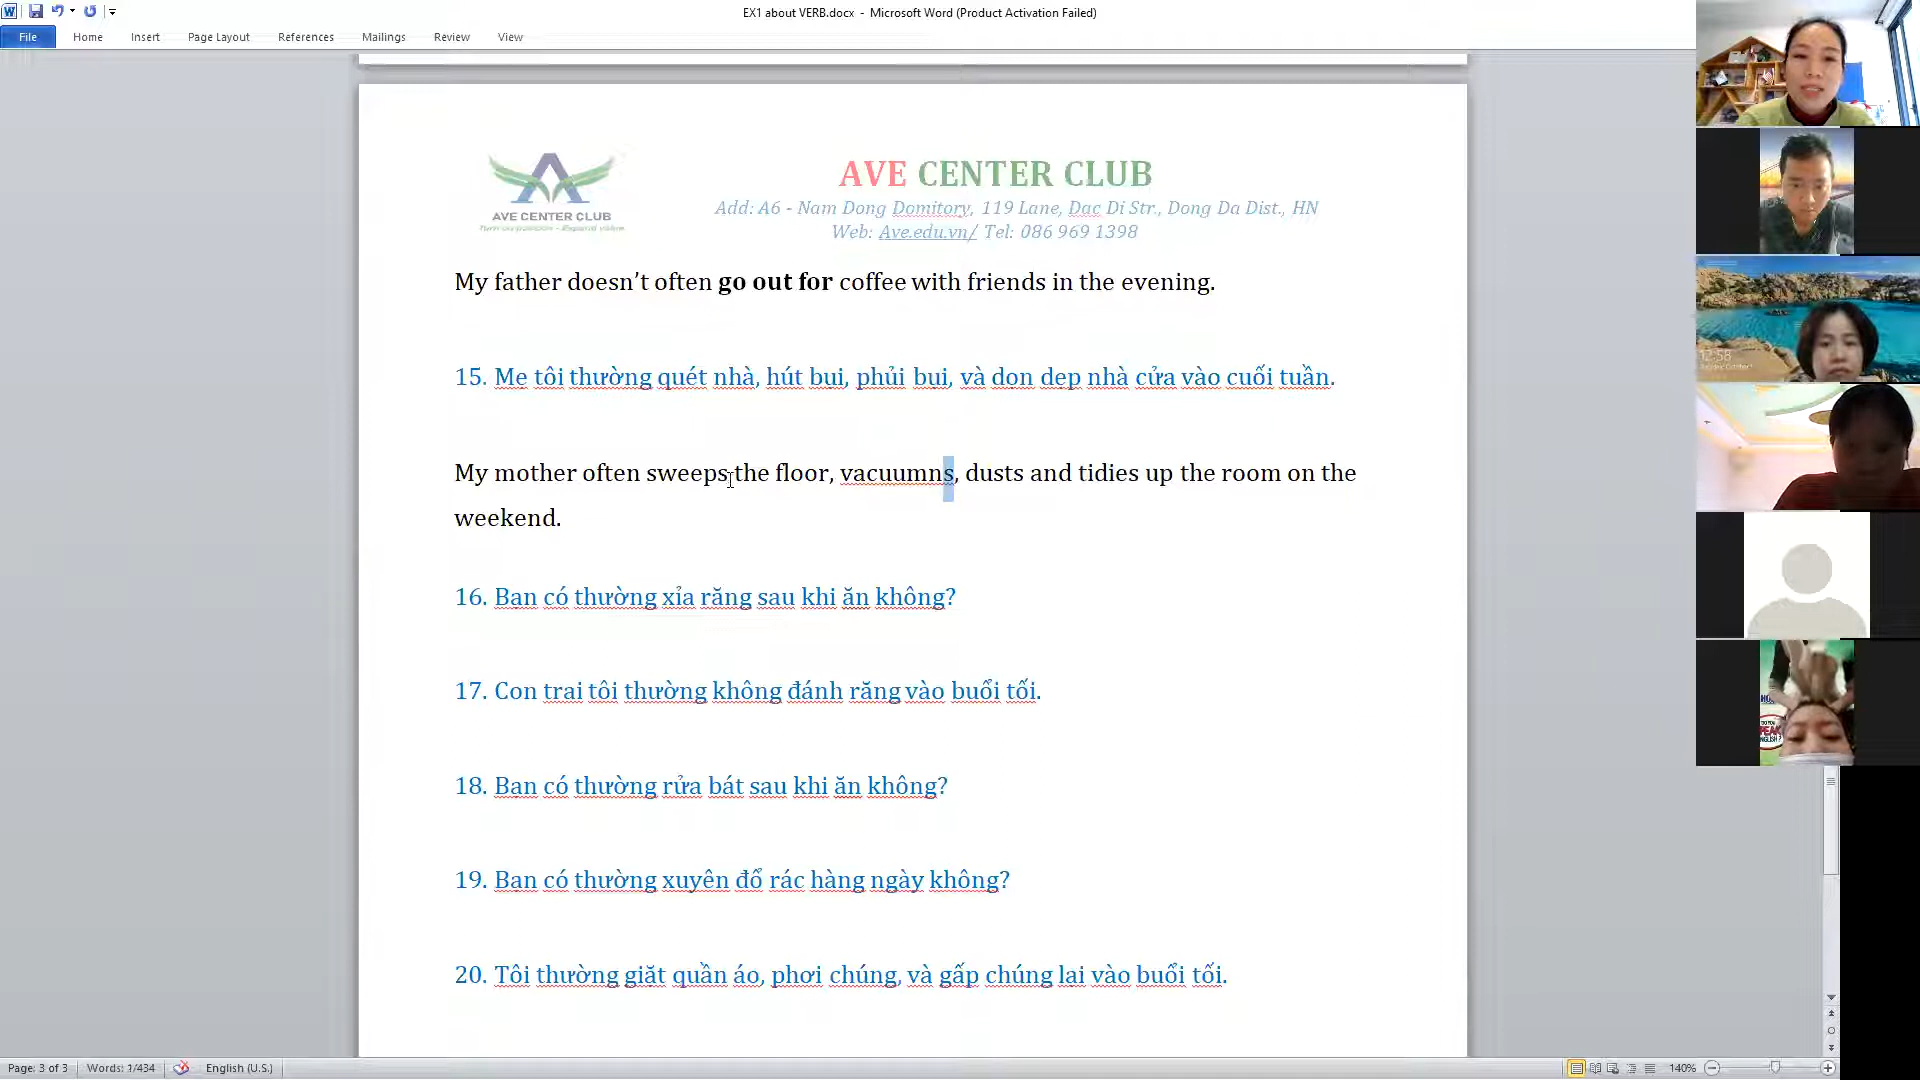 EX1 about VERB.docx - Microsoft Word (Product Activation Failed)
File Home Insert Page Layout References Mailings Review View
AVE CENTER CLUB
AVE CENTER CLUB
Add: A6 - Nam Dong Domitory, 119 Lane, Dac Di Str., Dong Da Dist., HN
Web: Ave.edu.vn/ Tel: 086 969 1398
My father doesn’t often go out for coffee with friends in the evening.
15. Mẹ tôi thường quét nhà, hút bụi, phủi bụi, và dọn dẹp nhà cửa vào cuối tuần.
My mother often sweeps the floor, vacuumns, dusts and tidies up the room on the
weekend.
16. Bạn có thường xỉa răng sau khi ăn không?
17. Con trai tôi thường không đánh răng vào buổi tối.
18. Bạn có thường rửa bát sau khi ăn không?
19. Bạn có thường xuyên đổ rác hàng ngày không?
20. Tôi thường giặt quần áo, phơi chúng, và gấp chúng lại vào buổi tối.
12:58
ENGLISH ?
Page: 3 of 3 Words: 1/434 English (U.S.) 140%